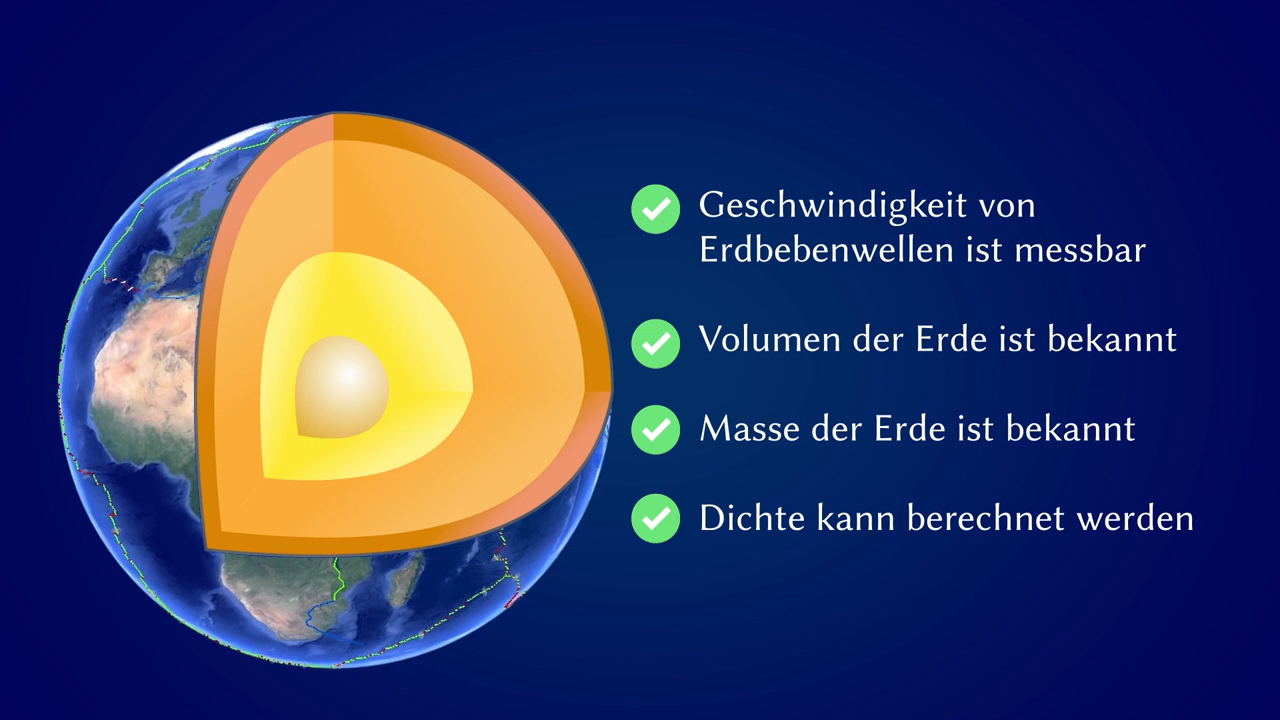 Geschwindigkeit von
Erdbebenwellen ist messbar
Volumen der Erde ist bekannt
Masse der Erde ist bekannt
Dichte kann berechnet werden